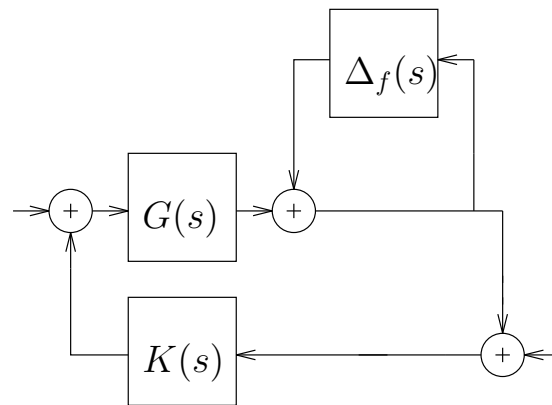 Δ_f(s)
+ G(s) +
K(s) +